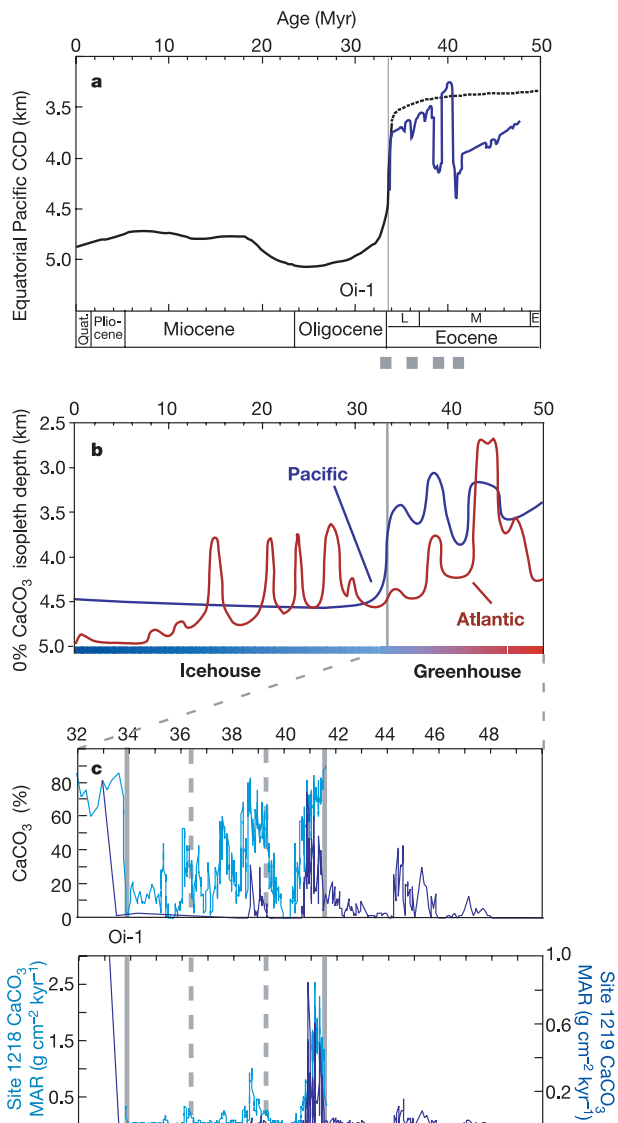 Age (Myr)
0 10 20 30 40 50
a
3.5
4.0
4.5
5.0
Equatorial Pacific CCD (km)
Oi-1
Quat.
Plio-
cene
Miocene
Oligocene
L M E
Eocene
0 10 20 30 40 50
2.5
3.0
3.5
4.0
4.5
5.0
0% CaCO₃ isopleth depth (km)
b
Pacific
Atlantic
Icehouse Greenhouse
32 34 36 38 40 42 44 46 48
c
80
60
40
20
0
CaCO₃ (%)
Oi-1
2.5
1.5
0.5
Site 1218 CaCO₃
MAR (g cm⁻² kyr⁻¹)
1.0
0.6
0.2
Site 1219 CaCO₃
MAR (g cm⁻² kyr⁻¹)